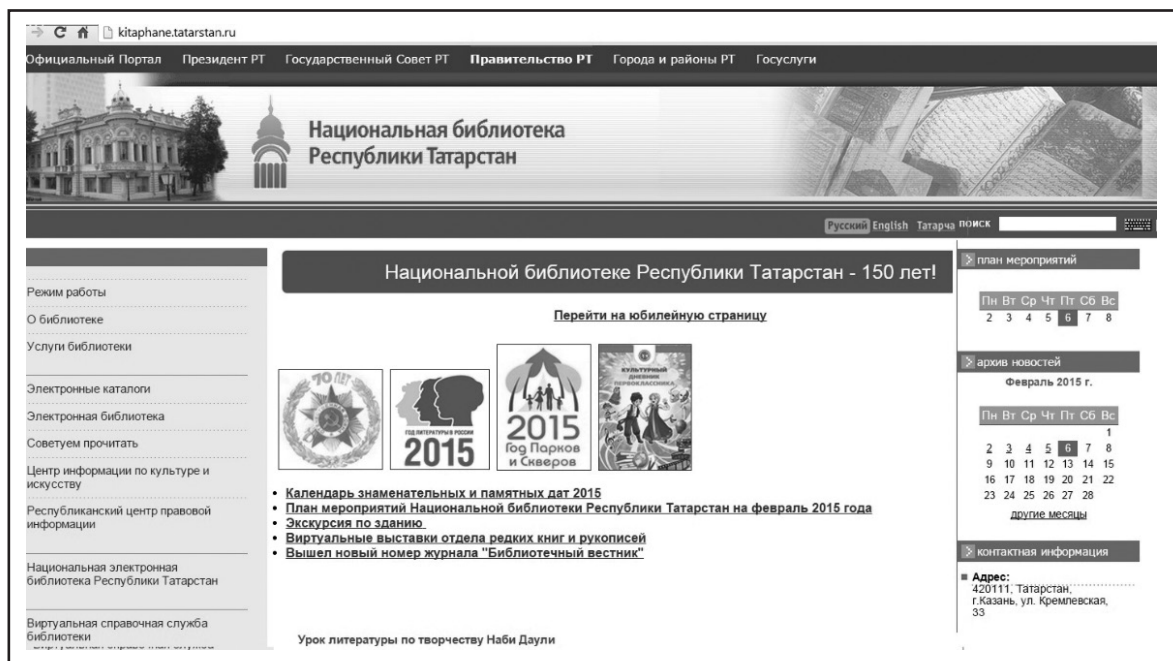 kitaphane.tatarstan.ru
Официальный Портал Президент РТ Государственный Совет РТ Правительство РТ Города и районы РТ Госуслуги
Национальная библиотека
Республики Татарстан
Русский English Татарча поиск
Режим работы
О библиотеке
Услуги библиотеки
Электронные каталоги
Электронная библиотека
Советуем прочитать
Центр информации по культуре и
искусству
Республиканский центр правовой
информации
Национальная электронная
библиотека Республики Татарстан
Виртуальная справочная служба
библиотеки
Виртуальная справочная служба
Национальной библиотеке Республики Татарстан - 150 лет!
Перейти на юбилейную страницу
70 ЛЕТ
ГОД ЛИТЕРАТУРЫ В РОССИИ
2015
2015
Год Парков
и Скверов
КУЛЬТУРНЫЙ
ДНЕВНИК
ПЕРВОКЛАССНИКА
• Календарь знаменательных и памятных дат 2015
• План мероприятий Национальной библиотеки Республики Татарстан на февраль 2015 года
• Экскурсия по зданию
• Виртуальные выставки отдела редких книг и рукописей
• Вышел новый номер журнала "Библиотечный вестник"
Урок литературы по творчеству Наби Даули
план мероприятий
Пн Вт Ср Чт Пт Сб Вс
2 3 4 5 6 7 8
архив новостей
Февраль 2015 г.
Пн Вт Ср Чт Пт Сб Вс
1
2 3 4 5 6 7 8
9 10 11 12 13 14 15
16 17 18 19 20 21 22
23 24 25 26 27 28
другие месяцы
контактная информация
Адрес:
420111, Татарстан,
г.Казань, ул. Кремлевская,
33